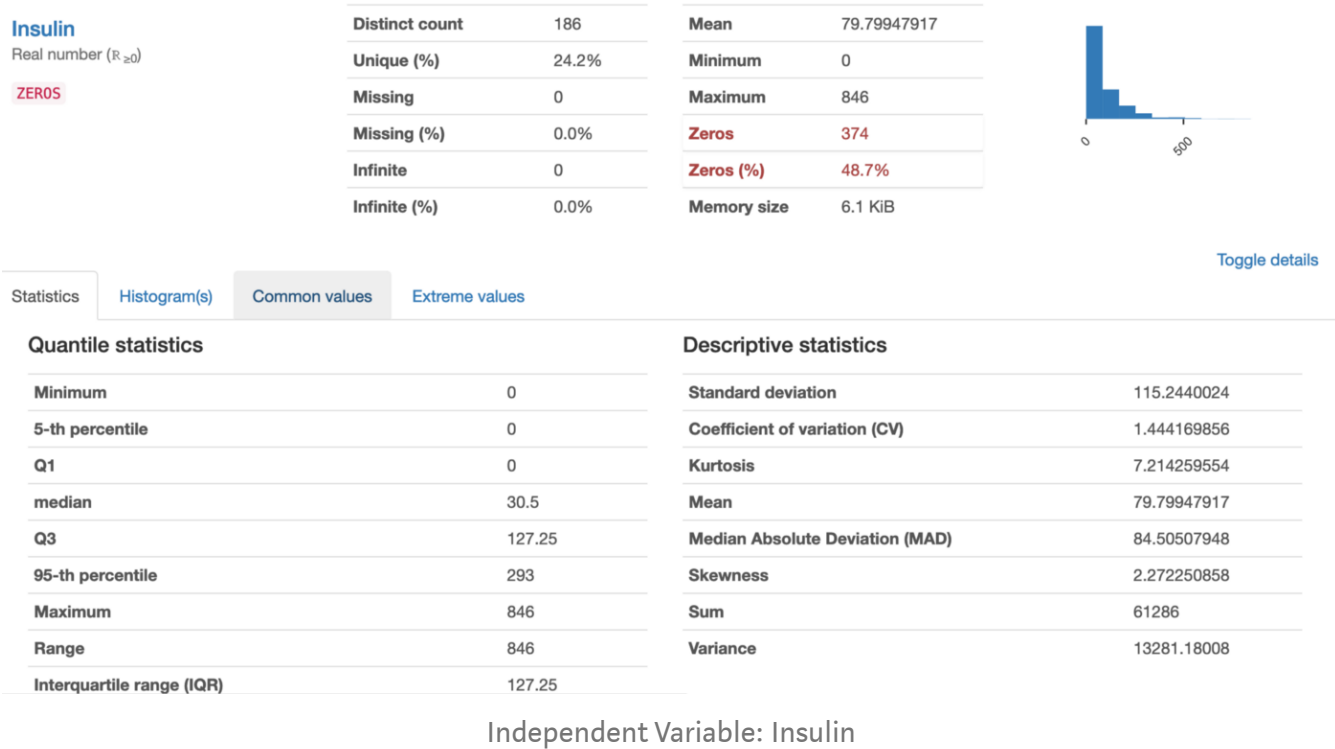 Insulin
Real number (ℝ≥0)
ZEROS
Distinct count 186
Unique (%) 24.2%
Missing 0
Missing (%) 0.0%
Infinite 0
Infinite (%) 0.0%
Mean 79.79947917
Minimum 0
Maximum 846
Zeros 374
Zeros (%) 48.7%
Memory size 6.1 KiB
0 500
Toggle details
Statistics Histogram(s) Common values Extreme values
Quantile statistics
Minimum 0
5-th percentile 0
Q1 0
median 30.5
Q3 127.25
95-th percentile 293
Maximum 846
Range 846
Interquartile range (IQR) 127.25
Descriptive statistics
Standard deviation 115.2440024
Coefficient of variation (CV) 1.444169856
Kurtosis 7.214259554
Mean 79.79947917
Median Absolute Deviation (MAD) 84.50507948
Skewness 2.272250858
Sum 61286
Variance 13281.18008
Independent Variable: Insulin